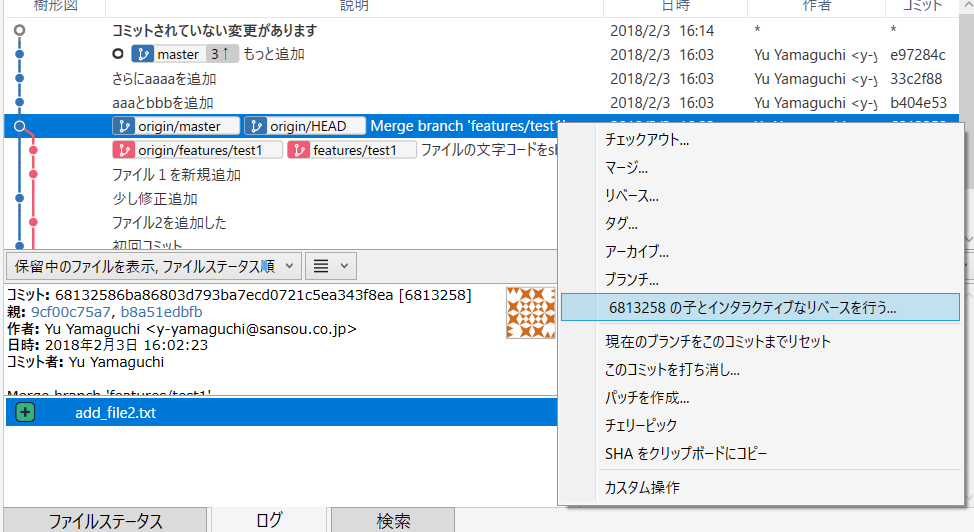 樹形図 説明 日時 作者 コミット
コミットされていない変更があります 2018/2/3 16:14 * *
master 3↑ もっと追加 2018/2/3 16:03 Yu Yamaguchi <y-y e97284c
さらにaaaaを追加 2018/2/3 16:03 Yu Yamaguchi <y-y 33c2f88
aaaとbbbを追加 2018/2/3 16:03 Yu Yamaguchi <y-y b404e53
origin/master origin/HEAD Merge branch 'features/test1'
origin/features/test1 features/test1 ファイルの文字コードをs
ファイル１を新規追加
少し修正追加
ファイル2を追加した
初回コミット
保留中のファイルを表示, ファイルステータス順
コミット: 68132586ba86803d793ba7ecd0721c5ea343f8ea [6813258]
親: 9cf00c75a7, b8a51edbfb
作者: Yu Yamaguchi <y-yamaguchi@sansou.co.jp>
日時: 2018年2月3日 16:02:23
コミット者: Yu Yamaguchi
Merge branch 'features/test1'
add_file2.txt
チェックアウト...
マージ...
リベース...
タグ...
アーカイブ...
ブランチ...
6813258 の子とインタラクティブなリベースを行う...
現在のブランチをこのコミットまでリセット
このコミットを打ち消し...
パッチを作成...
チェリーピック
SHA をクリップボードにコピー
カスタム操作
ファイルステータス ログ 検索